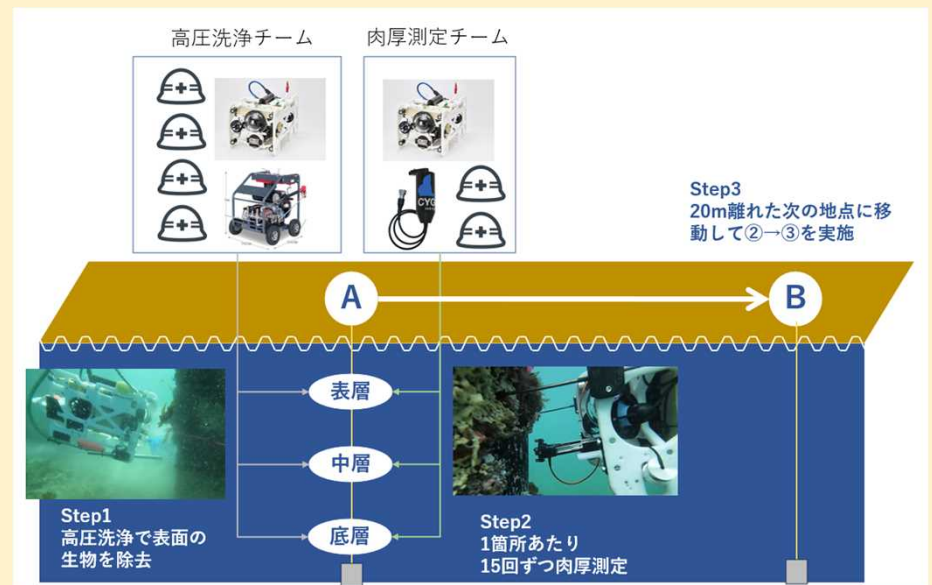 高圧洗浄チーム
肉厚測定チーム
Step3
20m離れた次の地点に移
動して②→③を実施
A
B
表層
中層
底層
Step1
高圧洗浄で表面の
生物を除去
Step2
1箇所あたり
15回ずつ肉厚測定